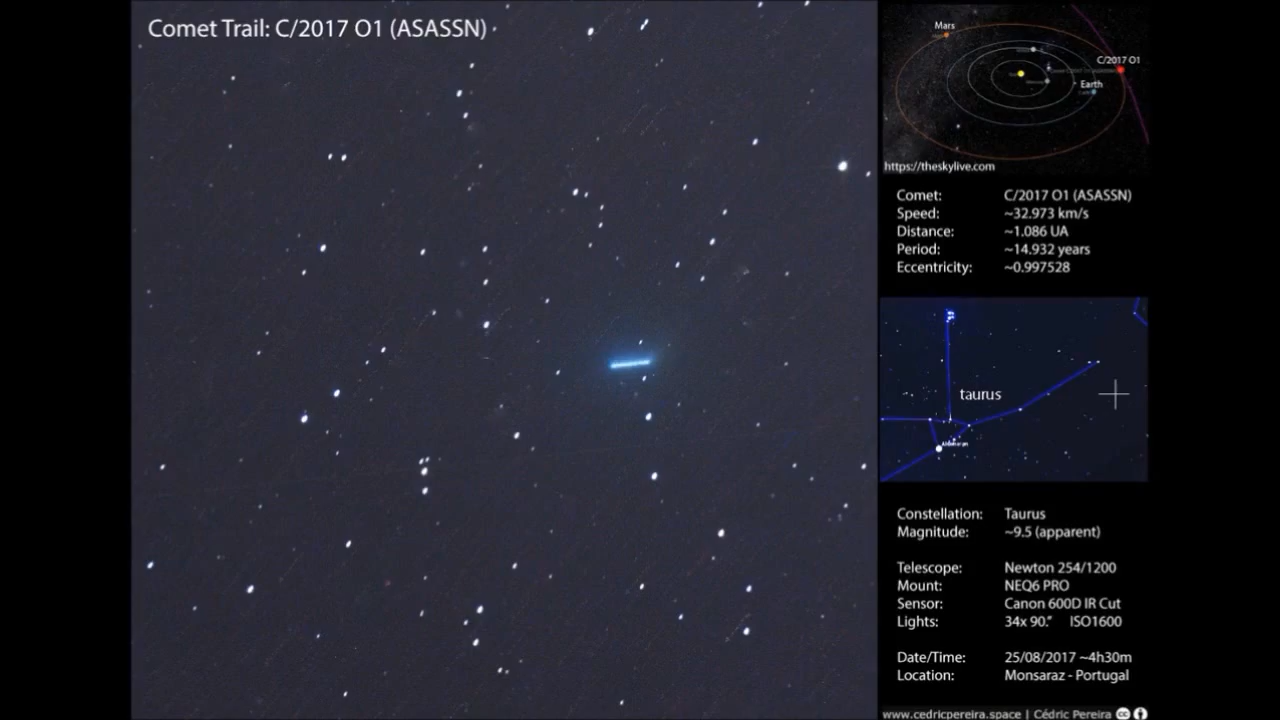 Comet Trail: C/2017 O1 (ASASSN)
Mars
C/2017 O1
Earth
https://theskylive.com
Comet: C/2017 O1 (ASASSN)
Speed: ~32.973 km/s
Distance: ~1.086 UA
Period: ~14.932 years
Eccentricity: ~0.997528
taurus
Constellation: Taurus
Magnitude: ~9.5 (apparent)
Telescope: Newton 254/1200
Mount: NEQ6 PRO
Sensor: Canon 600D IR Cut
Lights: 34x 90.” ISO1600
Date/Time: 25/08/2017 ~4h30m
Location: Monsaraz - Portugal
www.cedricpereira.space | Cédric Pereira cc